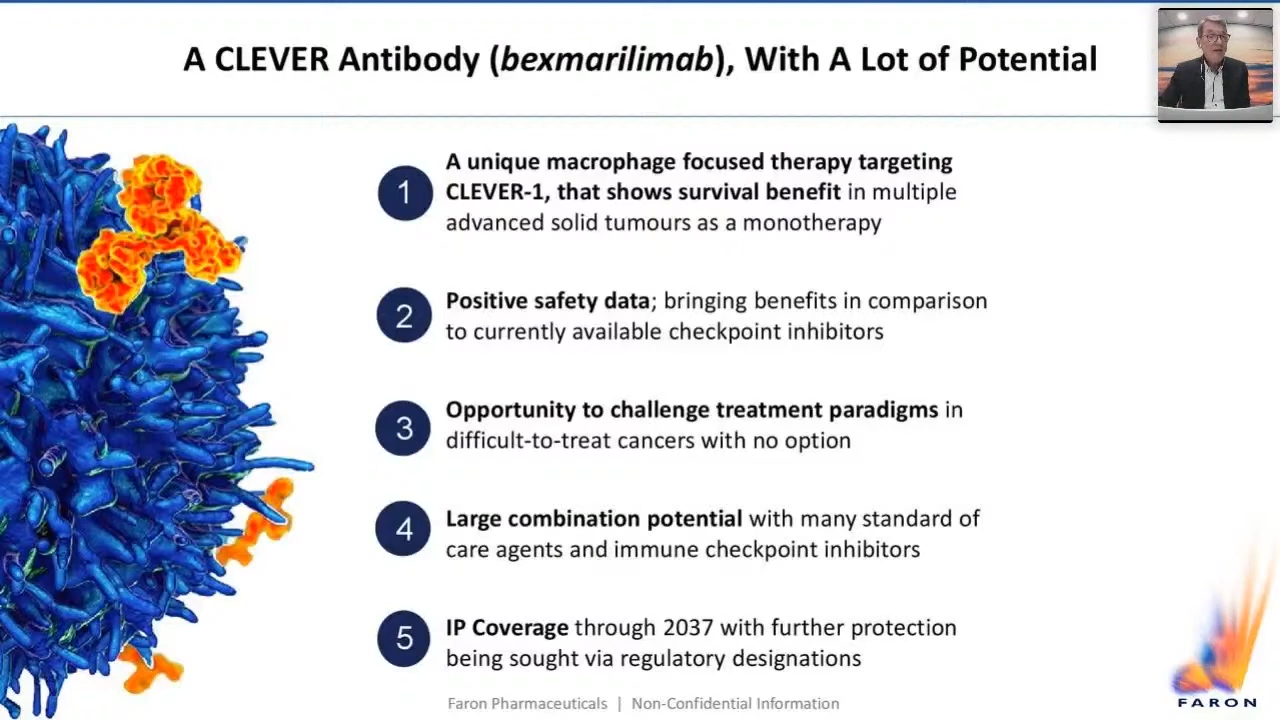 A CLEVER Antibody (bexmarilimab), With A Lot of Potential
1
A unique macrophage focused therapy targeting
CLEVER-1, that shows survival benefit in multiple
advanced solid tumours as a monotherapy
2
Positive safety data; bringing benefits in comparison
to currently available checkpoint inhibitors
3
Opportunity to challenge treatment paradigms in
difficult-to-treat cancers with no option
4
Large combination potential with many standard of
care agents and immune checkpoint inhibitors
5
IP Coverage through 2037 with further protection
being sought via regulatory designations
Faron Pharmaceuticals | Non-Confidential Information
FARON